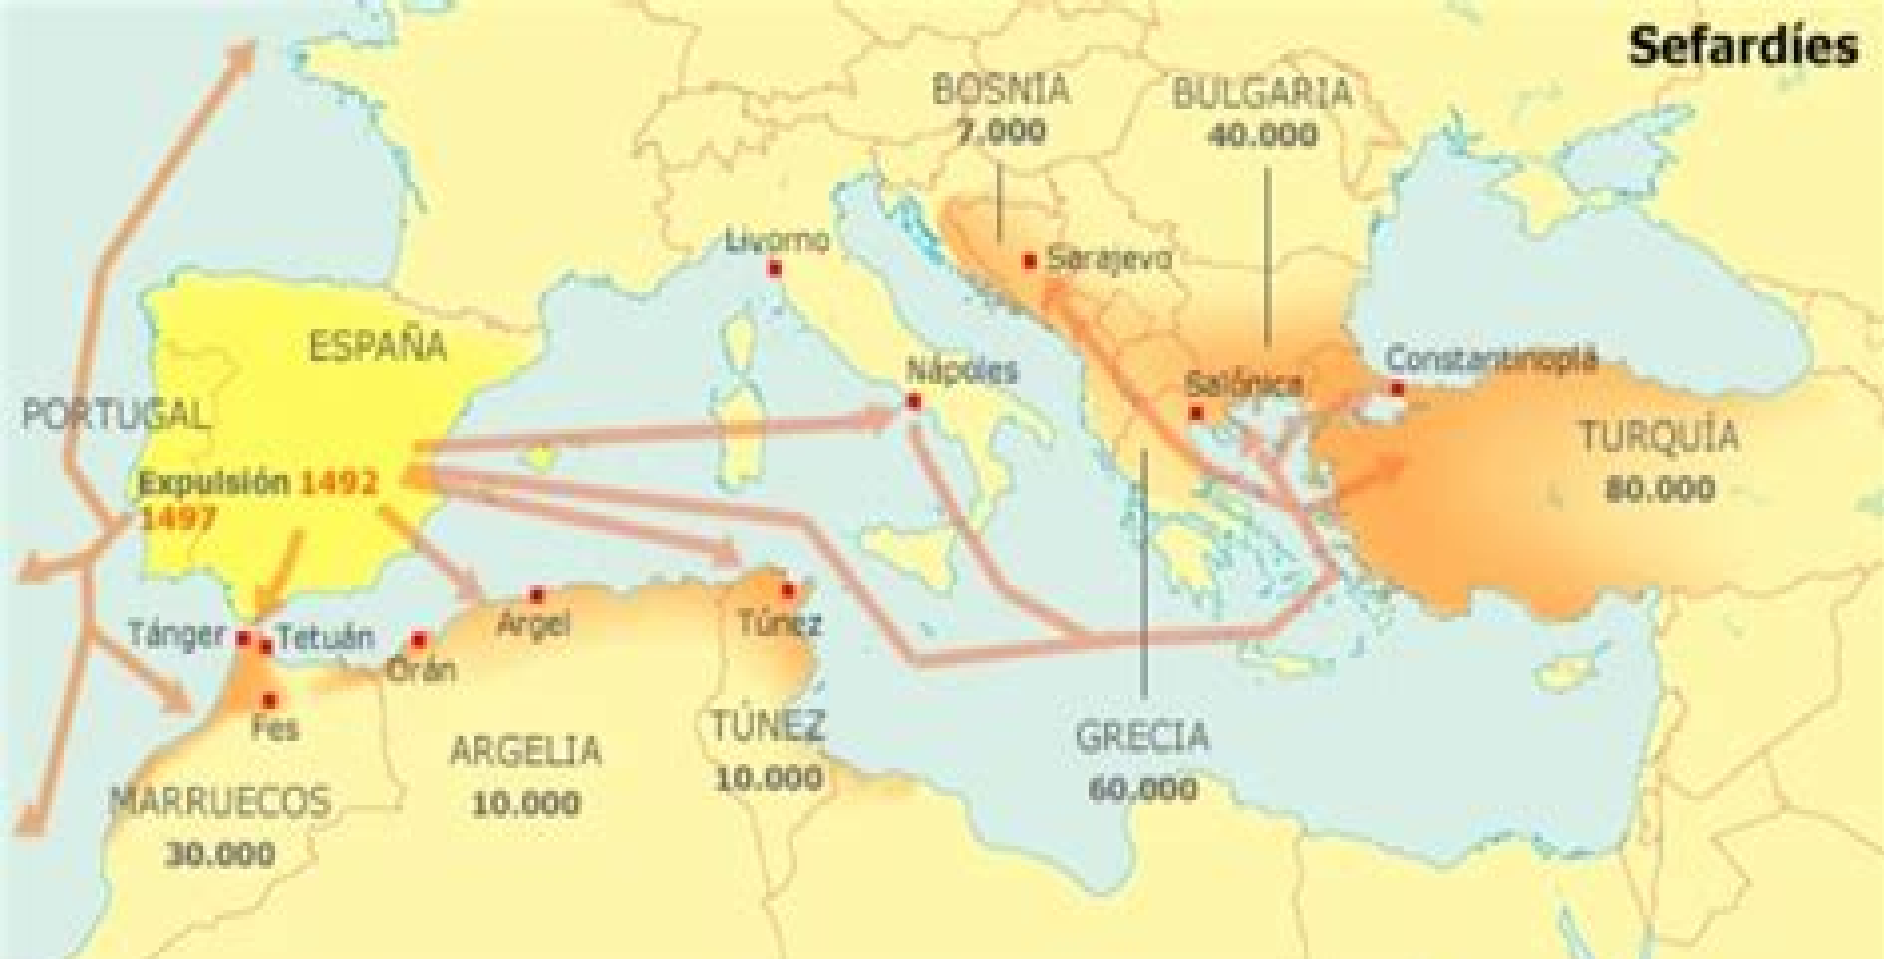 Sefardíes
BOSNIA
7.000
BULGARIA
40.000
Livorno
Sarajevo
ESPAÑA
Nápoles
Salónica
Constantinopla
PORTUGAL
TURQUÍA
80.000
Expulsión 1492
1497
Argel
Túnez
Tánger
Tetuán
Orán
Fes
ARGELIA
10.000
TÚNEZ
10.000
GRECIA
60.000
MARRUECOS
30.000